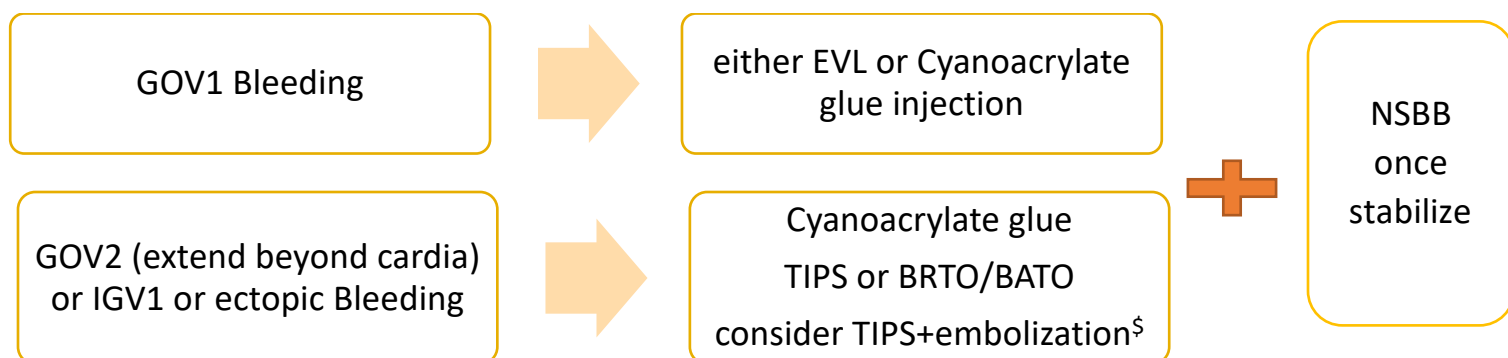 GOV1 Bleeding
either EVL or Cyanoacrylate
glue injection
GOV2 (extend beyond cardia)
or IGV1 or ectopic Bleeding
Cyanoacrylate glue
TIPS or BRTO/BATO
consider TIPS+embolization$
NSBB
once
stabilize